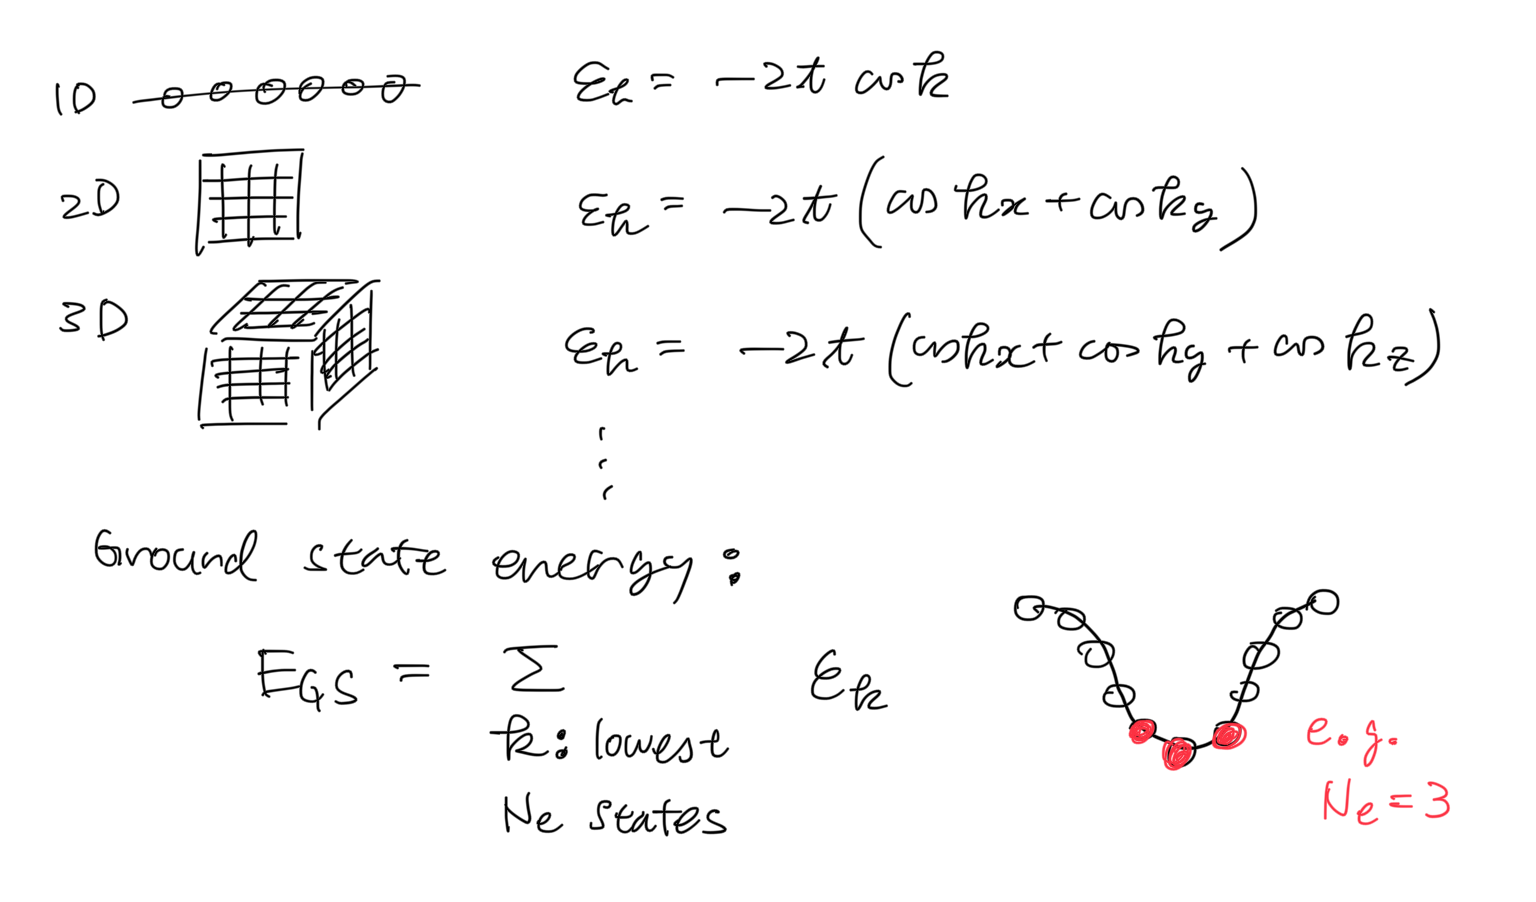 1D εk = -2t cos k
2D εk = -2t (cos kx + cos ky)
3D εk = -2t (cos kx + cos ky + cos kz)
⋮
Ground state energy:
EGS = Σ εk
k: lowest
Ne states
e.g.
Ne = 3